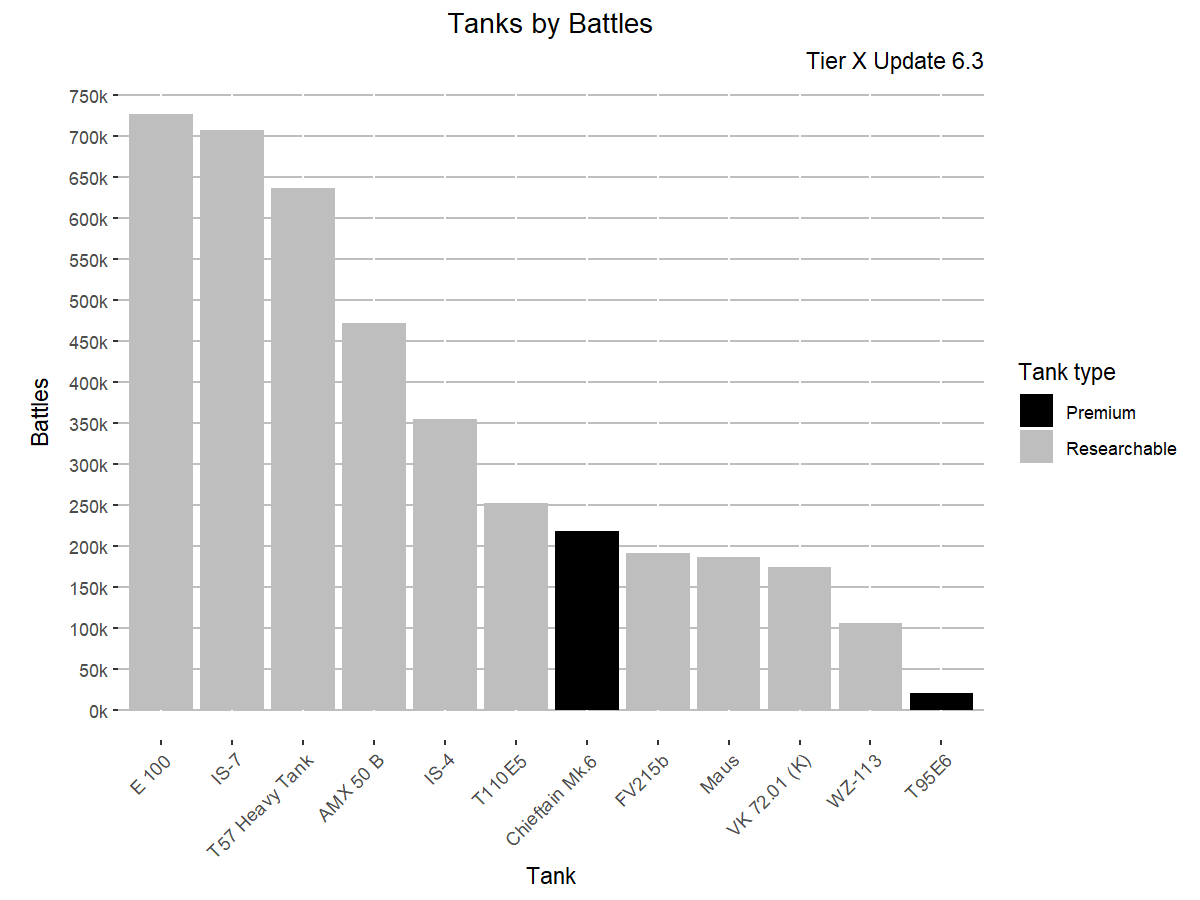 Tanks by Battles
Tier X Update 6.3
750k
700k
650k
600k
550k
500k
450k
400k
350k
300k
250k
200k
150k
100k
50k
0k
Battles
E 100
IS-7
T57 Heavy Tank
AMX 50 B
IS-4
T110E5
Chieftain Mk.6
FV215b
Maus
VK 72.01 (K)
WZ-113
T95E6
Tank
Tank type
Premium
Researchable